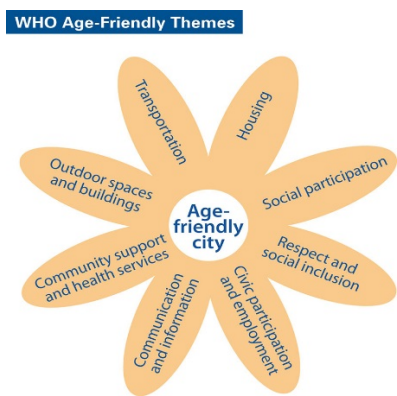 WHO Age-Friendly Themes
Transportation
Housing
Social participation
Respect and
social inclusion
Civic participation
and employment
Communication
and information
Community support
and health services
Outdoor spaces
and buildings
Age-
friendly
city